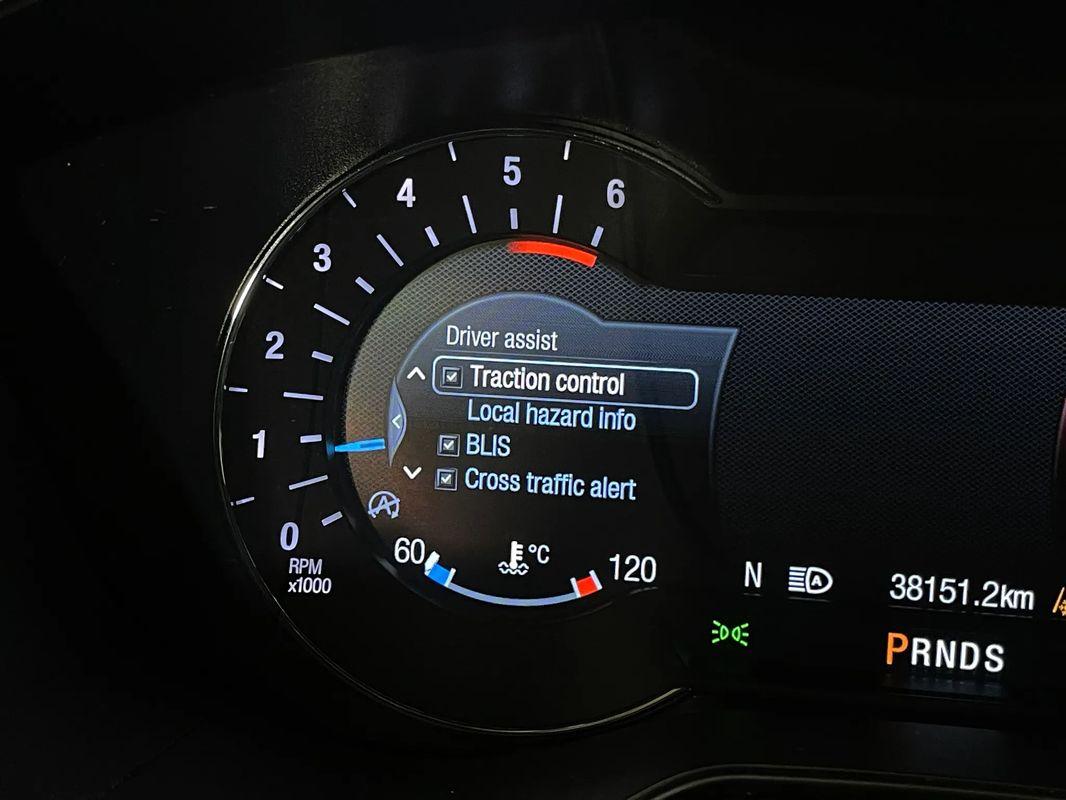 6
5
4
3
2
1
0
RPM
x1000
Driver assist
Traction control
Local hazard info
BLIS
Cross traffic alert
A
60
°C
120
N
A
38151.2km
PRNDS